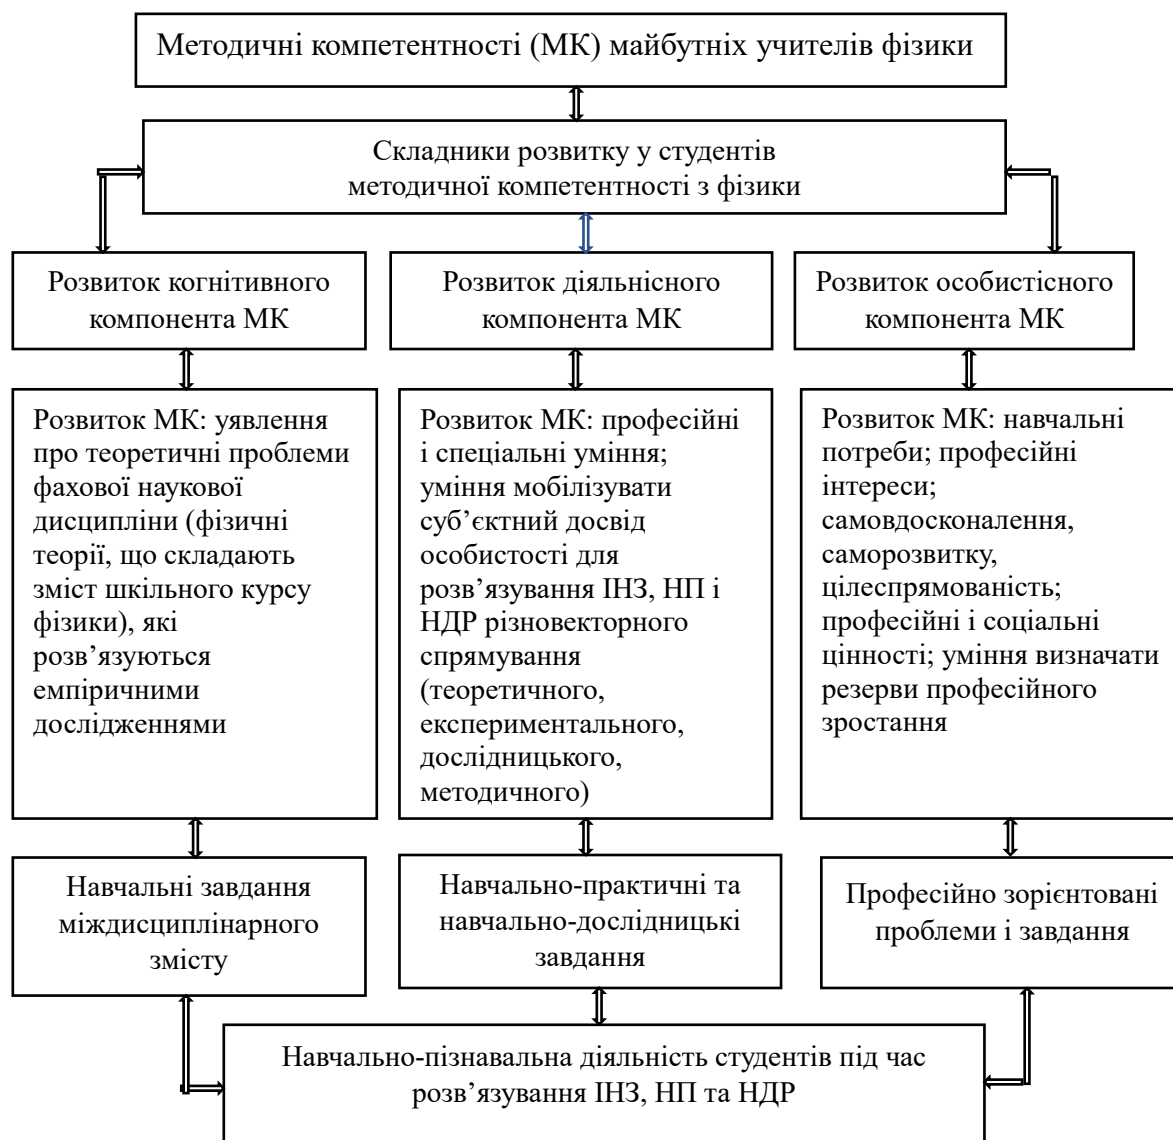 Методичні компетентності (МК) майбутніх учителів фізики
Складники розвитку у студентів
методичної компетентності з фізики
Розвиток когнітивного
компонента МК
Розвиток діяльнісного
компонента МК
Розвиток особистісного
компонента МК
Розвиток МК: уявлення
про теоретичні проблеми
фахової наукової
дисципліни (фізичні
теорії, що складають
зміст шкільного курсу
фізики), які
розв’язуються
емпіричними
дослідженнями
Розвиток МК: професійні
і спеціальні уміння;
уміння мобілізувати
суб’єктний досвід
особистості для
розв’язування ІНЗ, НП і
НДР різновекторного
спрямування
(теоретичного,
експериментального,
дослідницького,
методичного)
Розвиток МК: навчальні
потреби; професійні
інтереси;
самовдосконалення,
саморозвитку,
цілеспрямованість;
професійні і соціальні
цінності; уміння визначати
резерви професійного
зростання
Навчальні завдання
міждисциплінарного
змісту
Навчально-практичні та
навчально-дослідницькі
завдання
Професійно зорієнтовані
проблеми і завдання
Навчально-пізнавальна діяльність студентів під час
розв’язування ІНЗ, НП та НДР